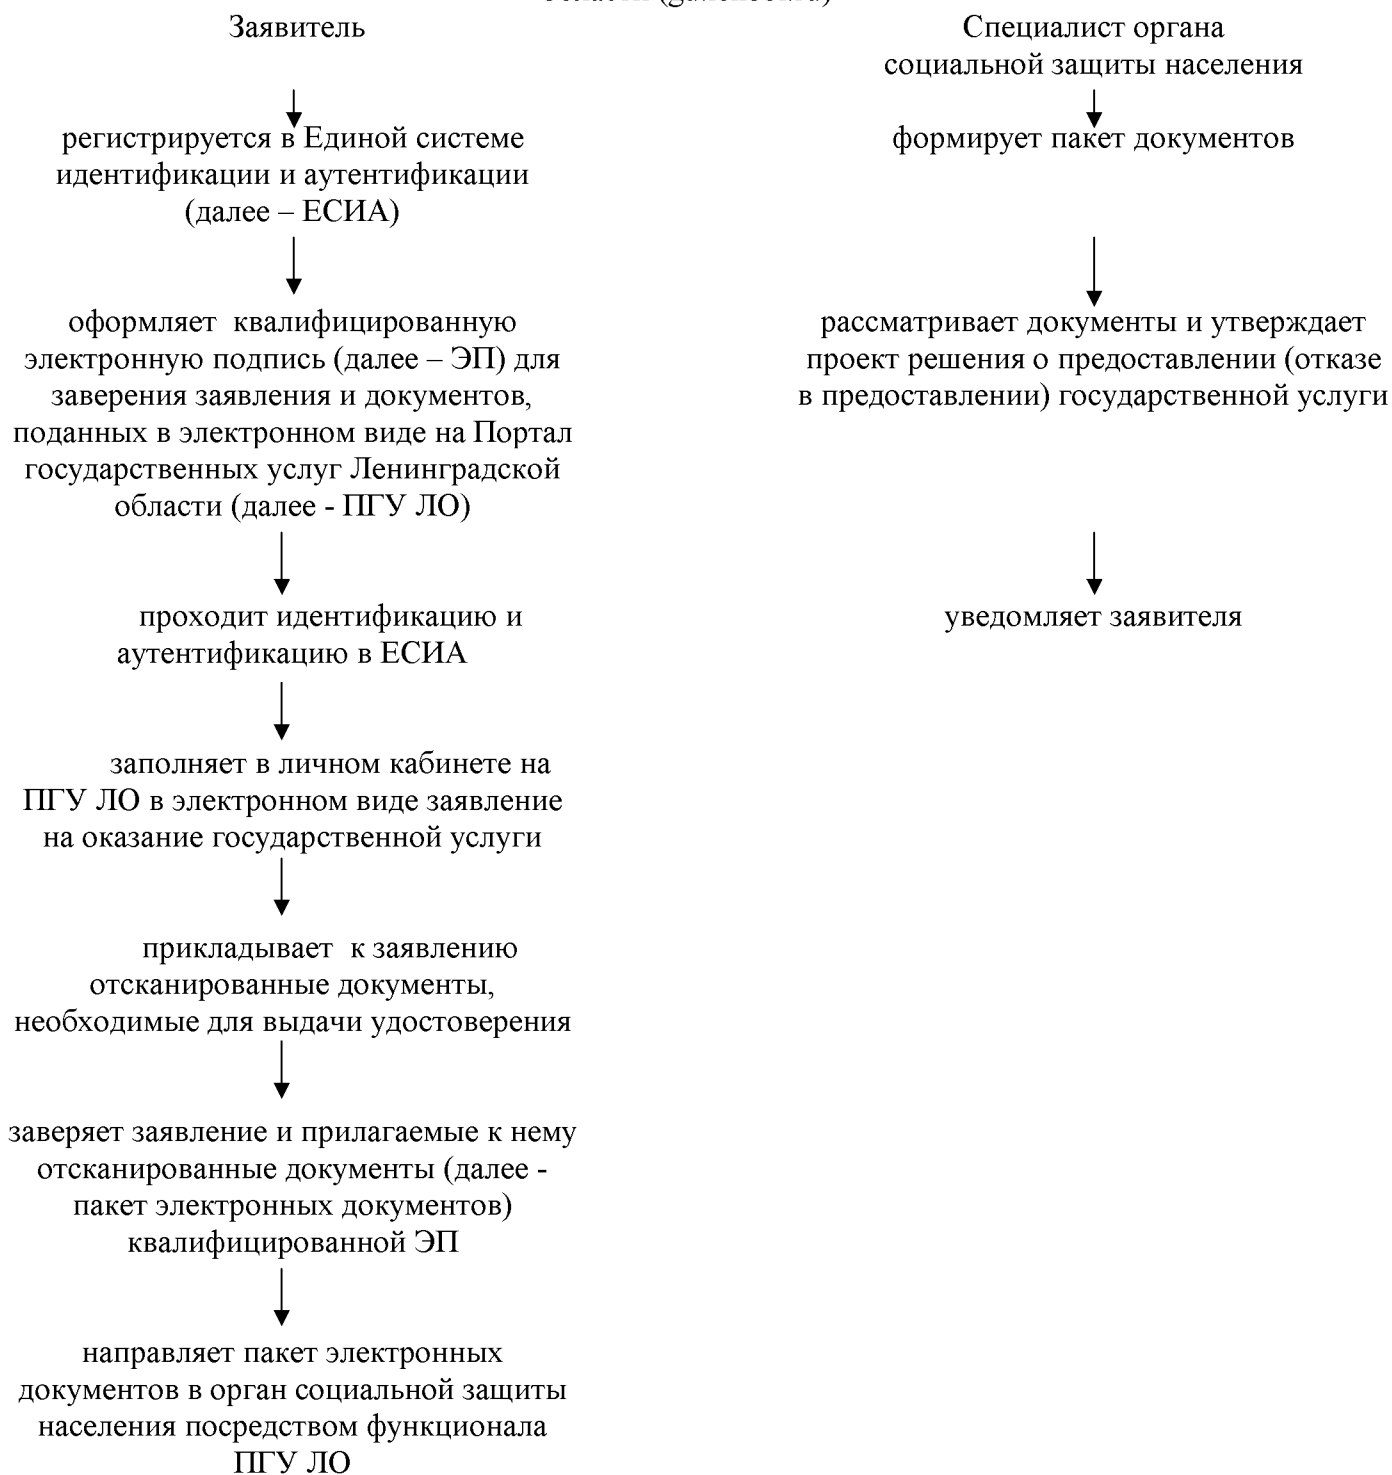 Заявитель
регистрируется в Единой системе
идентификации и аутентификации
(далее – ЕСИА)
оформляет квалифицированную
электронную подпись (далее – ЭП) для
заверения заявления и документов,
поданных в электронном виде на Портал
государственных услуг Ленинградской
области (далее - ПГУ ЛО)
проходит идентификацию и
аутентификацию в ЕСИА
заполняет в личном кабинете на
ПГУ ЛО в электронном виде заявление
на оказание государственной услуги
прикладывает к заявлению
отсканированные документы,
необходимые для выдачи удостоверения
заверяет заявление и прилагаемые к нему
отсканированные документы (далее -
пакет электронных документов)
квалифицированной ЭП
направляет пакет электронных
документов в орган социальной защиты
населения посредством функционала
ПГУ ЛО
Специалист органа
социальной защиты населения
формирует пакет документов
рассматривает документы и утверждает
проект решения о предоставлении (отказе
в предоставлении) государственной услуги
уведомляет заявителя